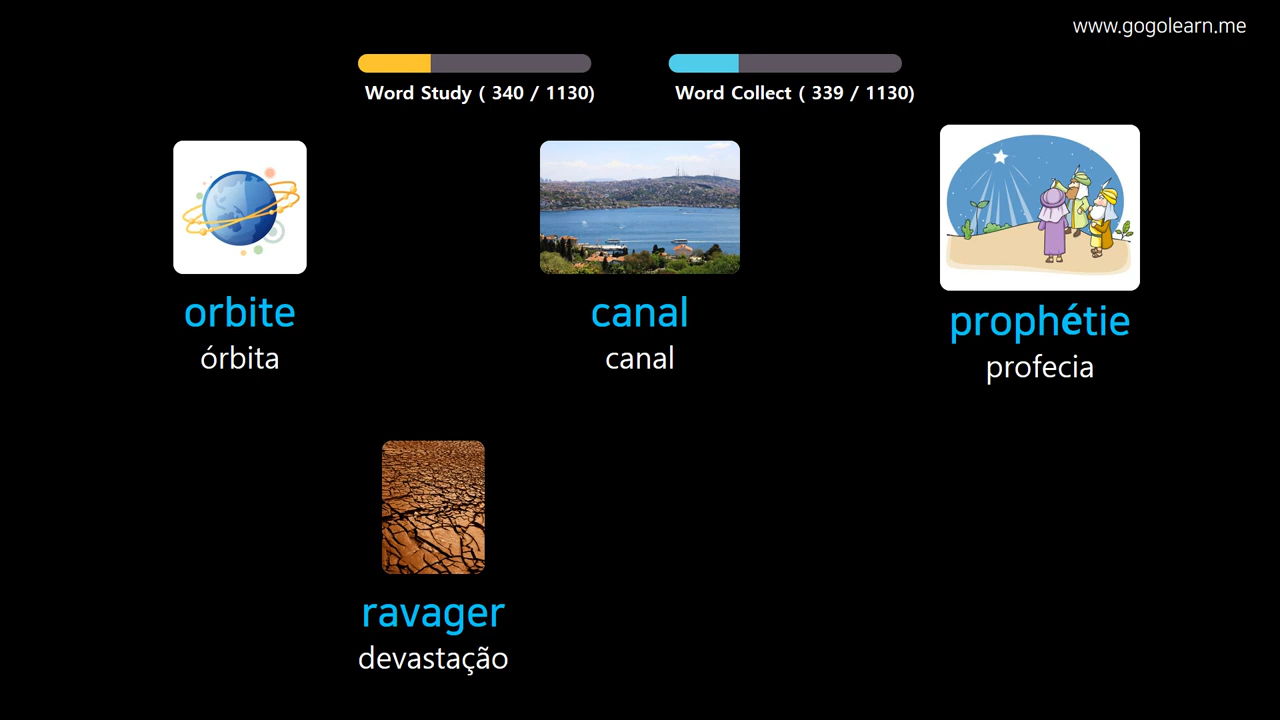 www.gogolearn.me
Word Study ( 340 / 1130)
Word Collect ( 339 / 1130)
orbite
órbita
canal
canal
prophétie
profecia
ravager
devastação